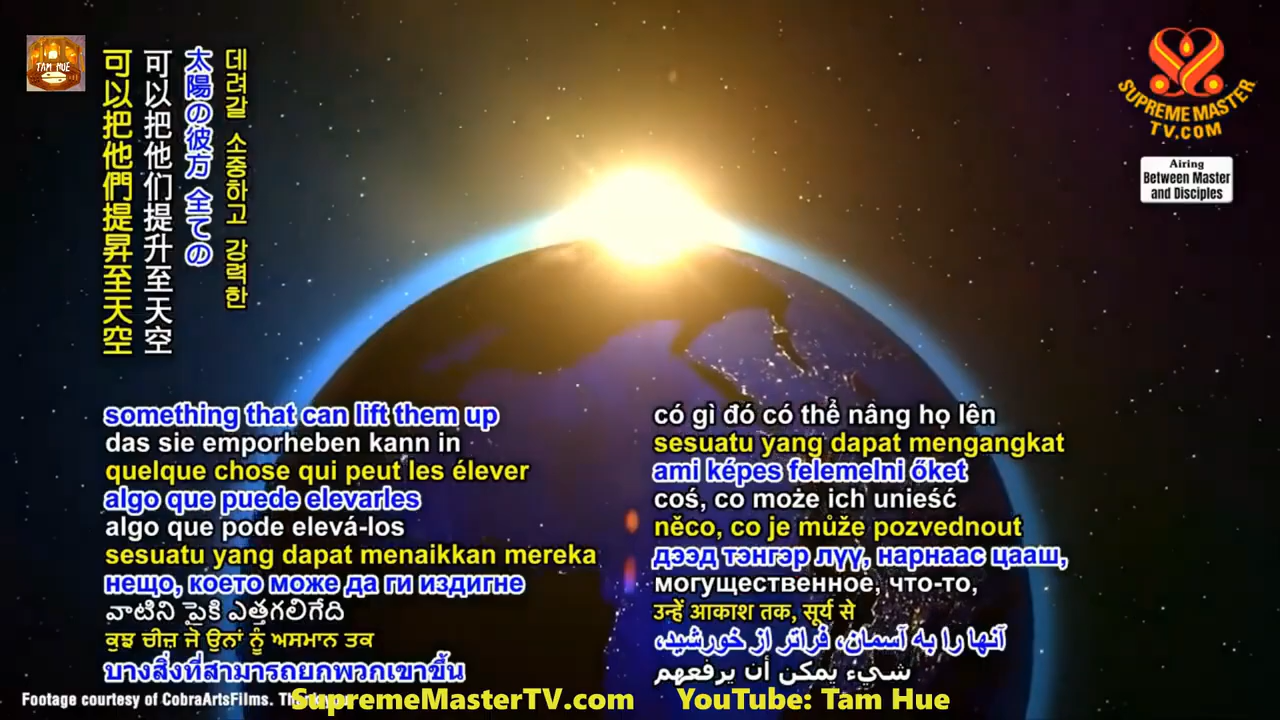 TAM HUE
可以把他們提昇至天空
可以把他们提升至天空
太陽の彼方 全ての
데려갈 소중하고 강력한
SUPREME MASTER
TV.COM
Airing
Between Master
and Disciples
something that can lift them up
das sie emporheben kann in
quelque chose qui peut les élever
algo que puede elevarles
algo que pode elevá-los
sesuatu yang dapat menaikkan mereka
нещо, което може да ги издигне
వాటిని పైకి ఎత్తగలిగేది
ਕੁਝ ਚੀਜ਼ ਜੋ ਉਨਾਂ ਨੂੰ ਅਸਮਾਨ ਤਕ
บางสิ่งที่สามารถยกพวกเขาขึ้น
có gì đó có thể nâng họ lên
sesuatu yang dapat mengangkat
ami képes felemelni őket
coś, co może ich unieść
něco, co je může pozvednout
дээд тэнгэр лүү, нарнаас цааш,
могущественное, что-то,
उन्हें आकाश तक, सूर्य से
آنها را به آسمان، فراتر از خورشید،
شيء يمكن أن يرفعهم
Footage courtesy of CobraArtsFilms.
SupremeMasterTV.com YouTube: Tam Hue